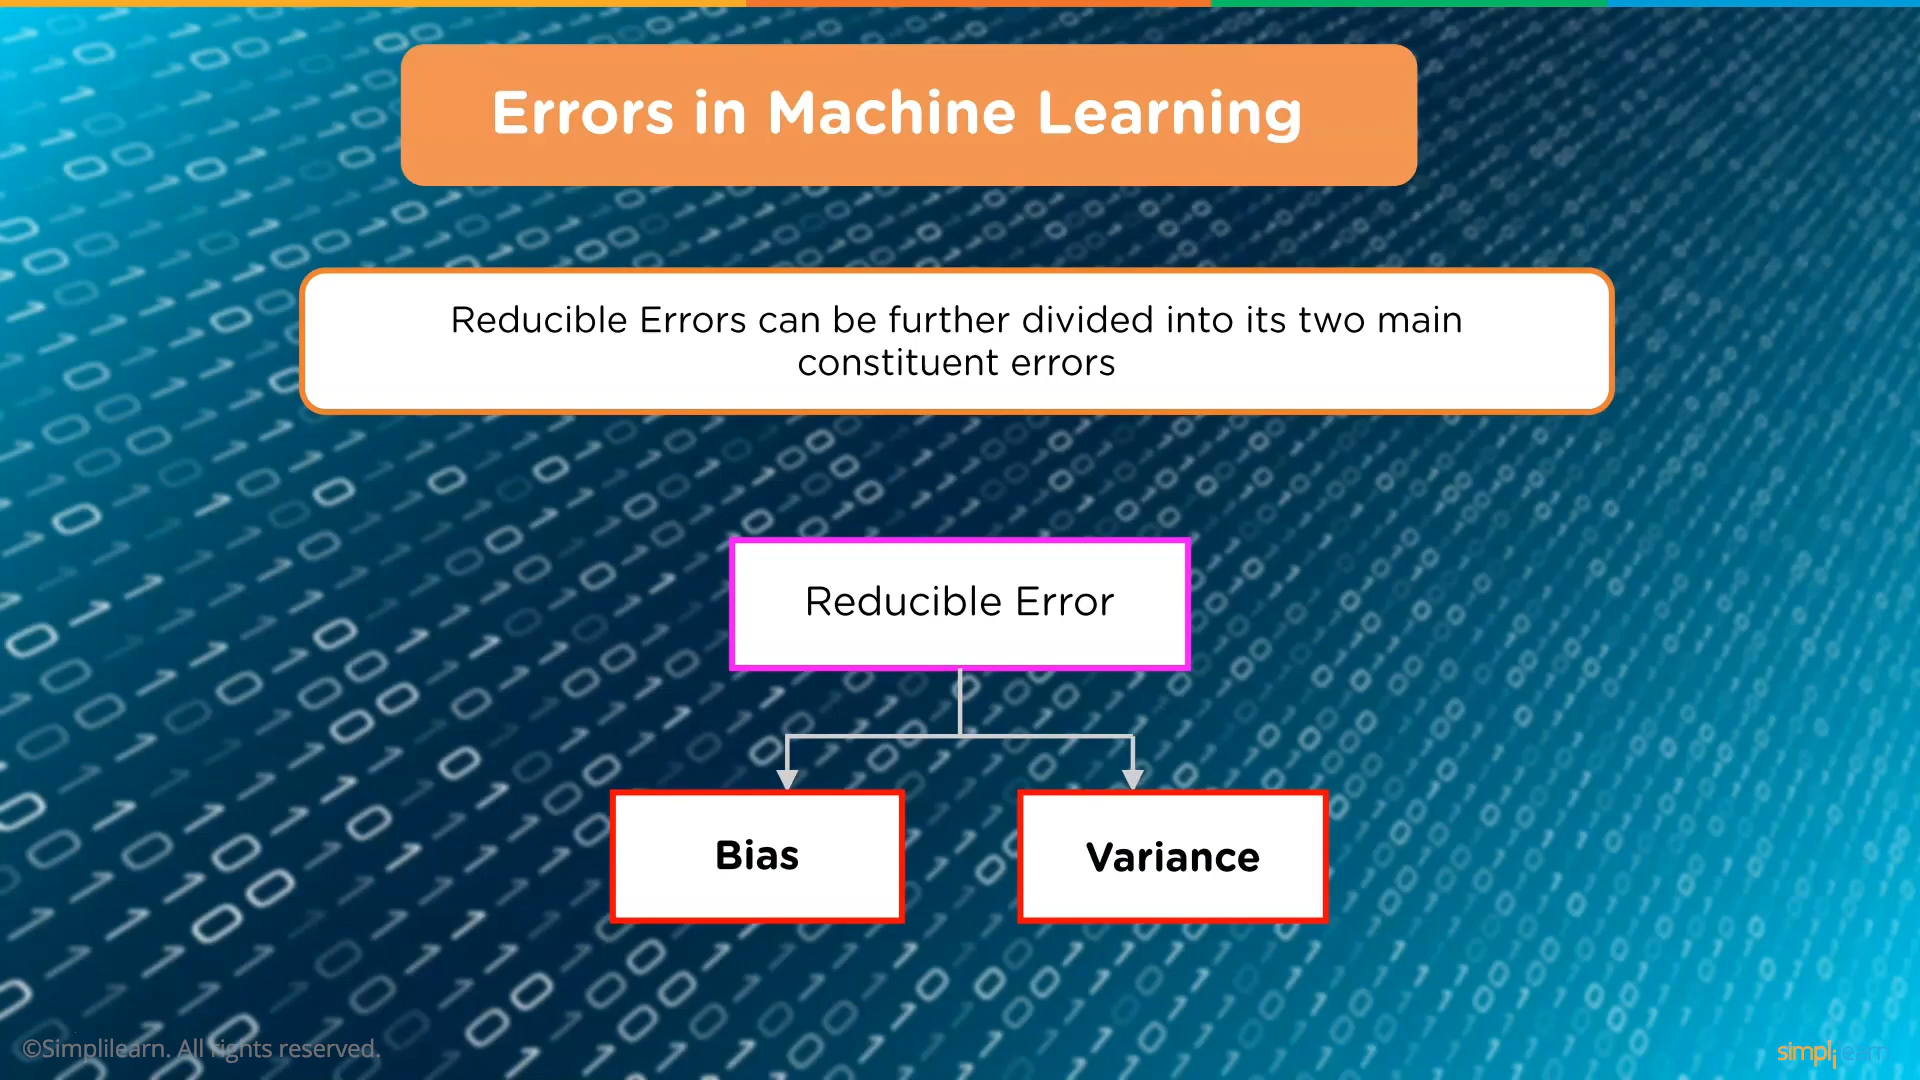 Errors in Machine Learning
Reducible Errors can be further divided into its two main
constituent errors
Reducible Error
Bias
Variance
©Simplilearn. All rights reserved.
simplilearn